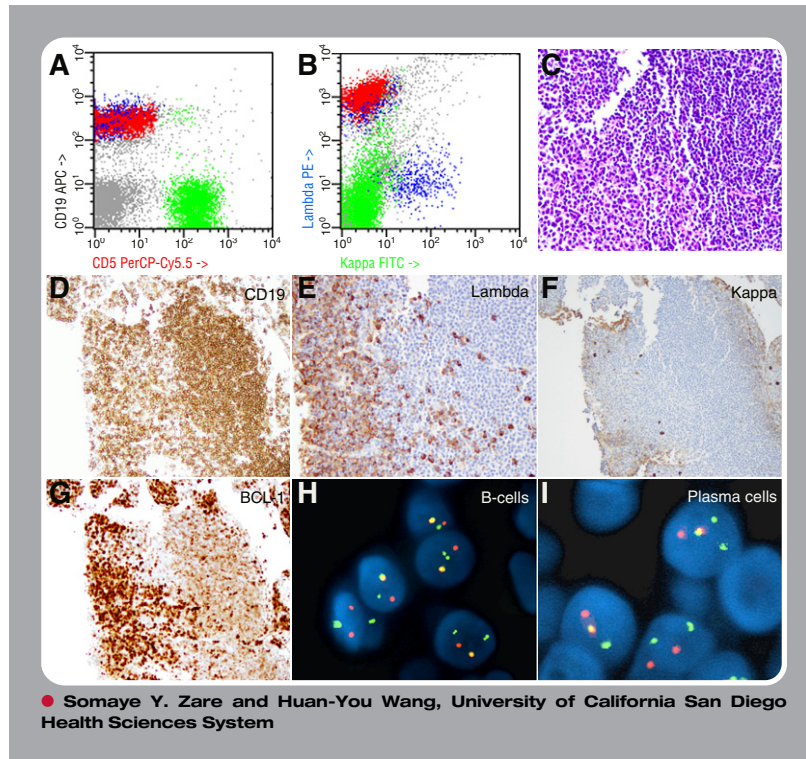 A
B
C
10⁴
10³
10²
10¹
10⁰
CD19 APC ->
10⁰ 10¹ 10² 10³ 10⁴
CD5 PerCP-Cy5.5 ->
10⁴
10³
10²
10¹
10⁰
Lambda PE ->
10⁰ 10¹ 10² 10³ 10⁴
Kappa FITC ->
D CD19
E Lambda
F Kappa
G BCL-1
H B-cells
I Plasma cells
Somaye Y. Zare and Huan-You Wang, University of California San Diego
Health Sciences System